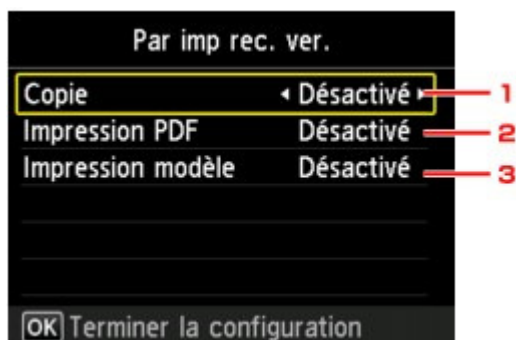 Par imp rec. ver.
Copie Désactivé 1
Impression PDF Désactivé 2
Impression modèle Désactivé 3
OK Terminer la configuration